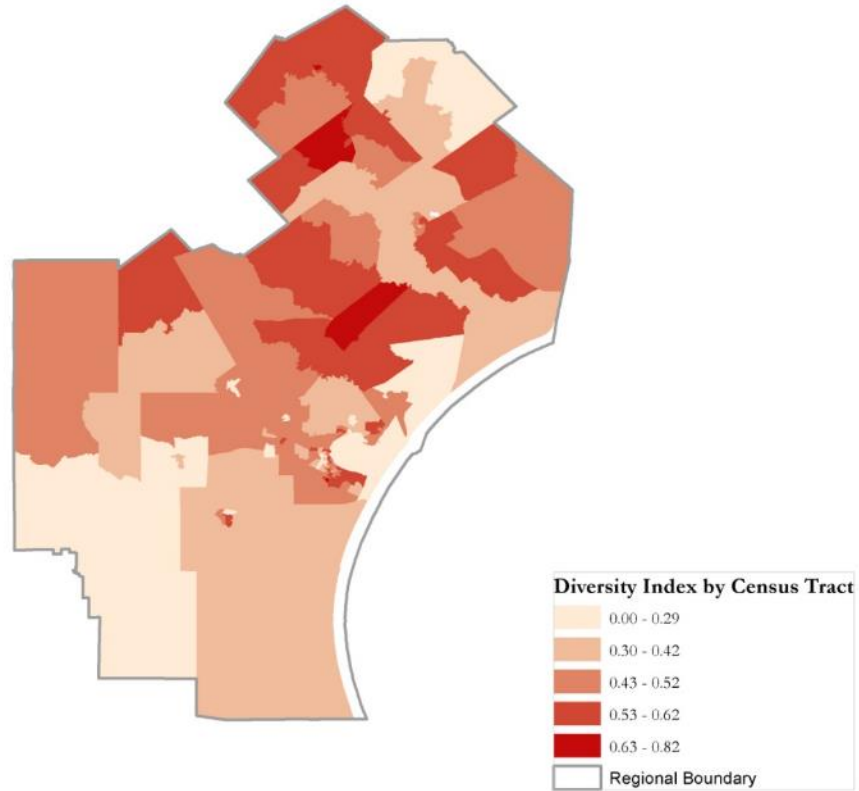 Diversity Index by Census Tract
0.00 - 0.29
0.30 - 0.42
0.43 - 0.52
0.53 - 0.62
0.63 - 0.82
Regional Boundary